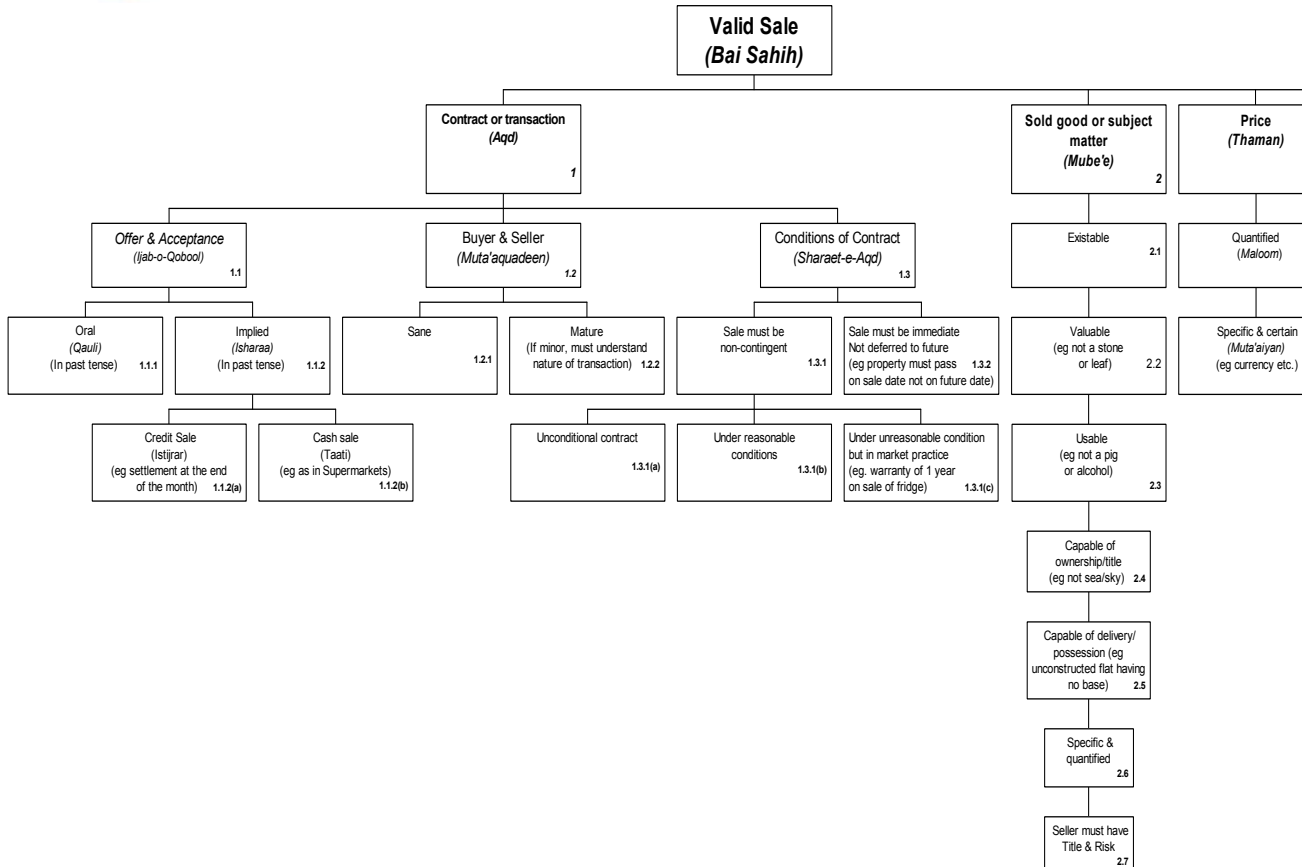 Valid Sale
(Bai Sahih)
Contract or transaction
(Aqd)
1
Sold good or subject
matter
(Mube'e)
2
Price
(Thaman)
Offer & Acceptance
(Ijab-o-Qobool)
1.1
Buyer & Seller
(Muta'aquadeen)
1.2
Conditions of Contract
(Sharaet-e-Aqd)
1.3
Existable
2.1
Quantified
(Maloom)
Oral
(Qauli)
(In past tense) 1.1.1
Implied
(Isharaa)
(In past tense) 1.1.2
Sane
1.2.1
Mature
(If minor, must understand
nature of transaction) 1.2.2
Sale must be
non-contingent
1.3.1
Sale must be immediate
Not deferred to future
(eg property must pass 1.3.2
on sale date not on future date)
Valuable
(eg not a stone
or leaf) 2.2
Specific & certain
(Muta'aiyan)
(eg currency etc.)
Credit Sale
(Istijrar)
(eg settlement at the end
of the month) 1.1.2(a)
Cash sale
(Taati)
(eg as in Supermarkets)
1.1.2(b)
Unconditional contract
1.3.1(a)
Under reasonable
conditions
1.3.1(b)
Under unreasonable condition
but in market practice
(eg. warranty of 1 year
on sale of fridge) 1.3.1(c)
Usable
(eg not a pig
or alcohol)
2.3
Capable of
ownership/title
(eg not sea/sky) 2.4
Capable of delivery/
possession (eg
unconstructed flat having
no base) 2.5
Specific &
quantified
2.6
Seller must have
Title & Risk
2.7